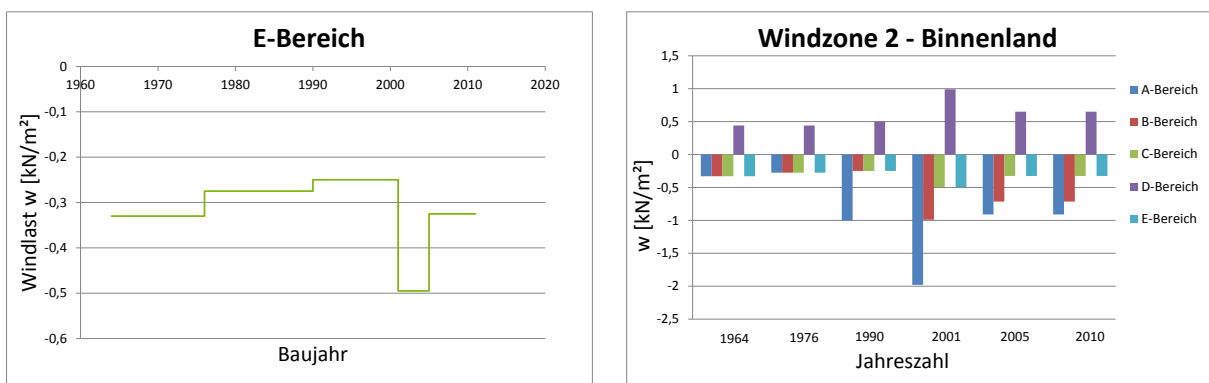 E-Bereich
0
1960 1970 1980 1990 2000 2010 2020
-0,1
-0,2
-0,3
-0,4
-0,5
-0,6
Windlast w [kN/m²]
Baujahr
Windzone 2 - Binnenland
1,5
1
0,5
0
-0,5
-1
-1,5
-2
-2,5
w [kN/m²]
1964 1976 1990 2001 2005 2010
Jahreszahl
A-Bereich
B-Bereich
C-Bereich
D-Bereich
E-Bereich